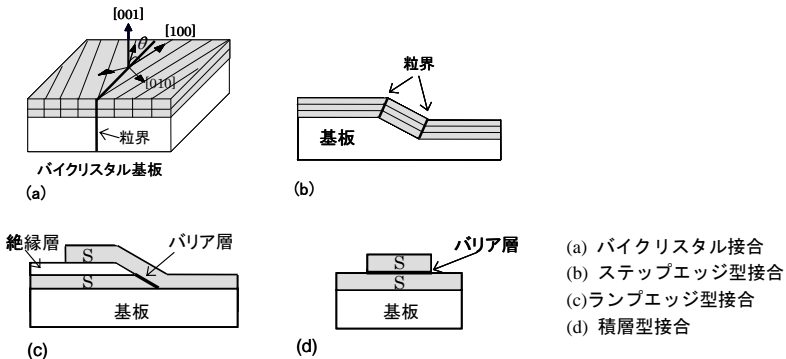 [001]
[100]
θ
[010]
粒界
バイクリスタル基板
(a)
粒界
基板
(b)
絶縁層
S
バリア層
S
基板
(c)
バリア層
S
S
基板
(d)
(a) バイクリスタル接合
(b) ステップエッジ型接合
(c)ランプエッジ型接合
(d) 積層型接合